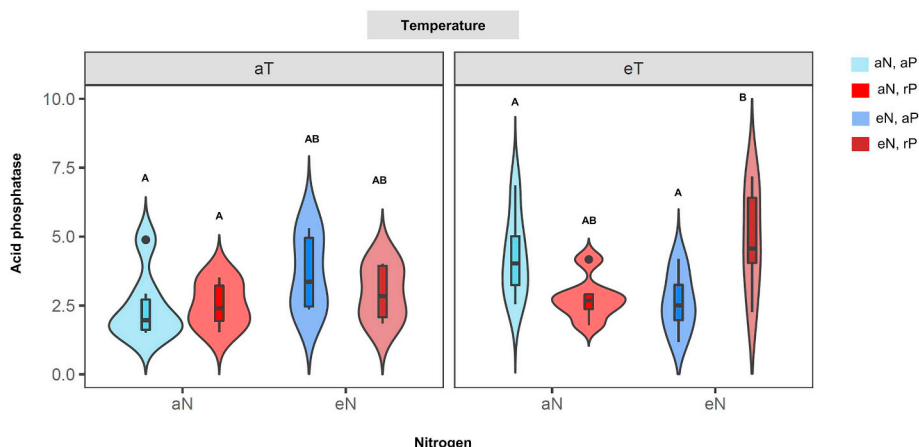 Temperature
aT
eT
aN, aP
aN, rP
eN, aP
eN, rP
Acid phosphatase
10.0
7.5
5.0
2.5
0.0
A
A
AB
AB
A
AB
A
B
aN
eN
aN
eN
Nitrogen